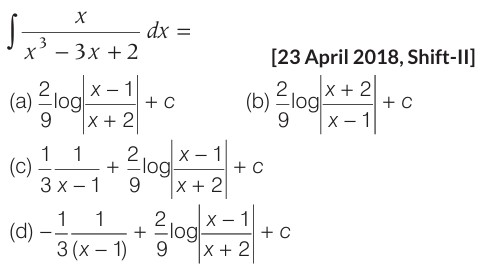 ∫ x / (x³ − 3x + 2) dx =
[23 April 2018, Shift-II]
(a) 2/9 log |(x − 1)/(x + 2)| + c (b) 2/9 log |(x + 2)/(x − 1)| + c
(c) 1/3 1/(x − 1) + 2/9 log |(x − 1)/(x + 2)| + c
(d) − 1/3 1/((x − 1)) + 2/9 log |(x − 1)/(x + 2)| + c